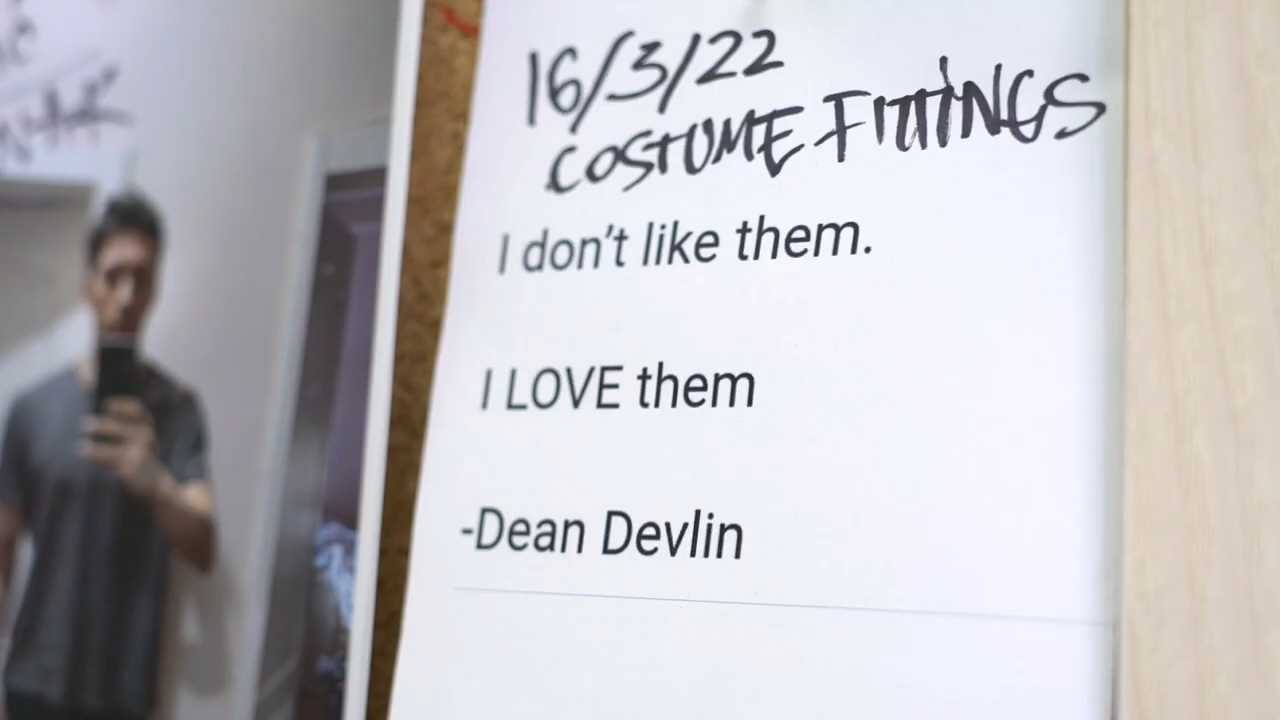 16/3/22
COSTUME FITTINGS
I don't like them.
I LOVE them
-Dean Devlin